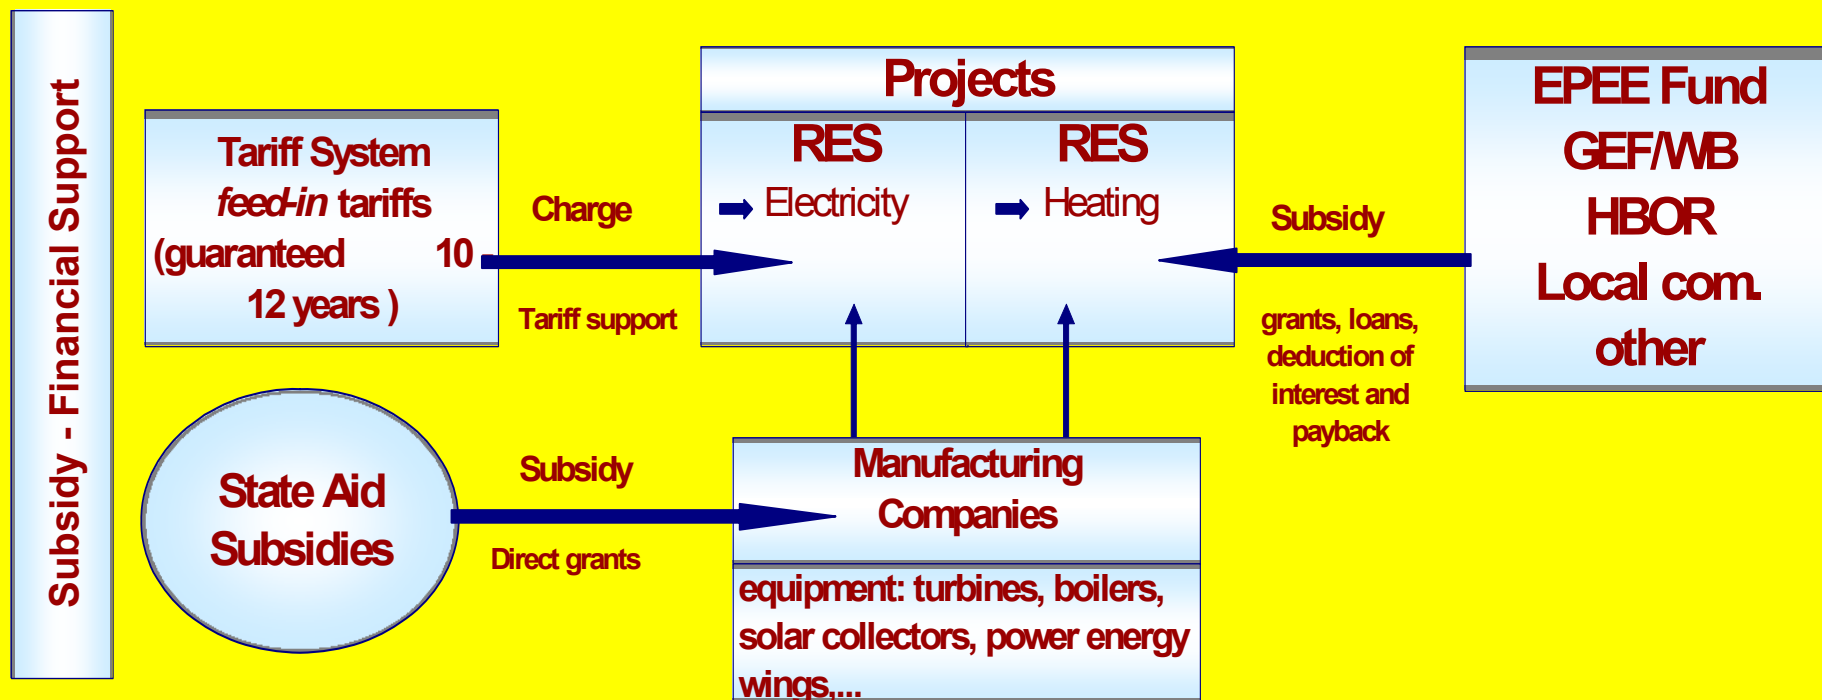 Subsidy - Financial Support
Tariff System
feed-in tariffs
(guaranteed 10 -
12 years )
Charge
Tariff support
Projects
RES
Electricity
RES
Heating
Subsidy
grants, loans,
deduction of
interest and
payback
EPEE Fund
GEF/WB
HBOR
Local com.
other
State Aid
Subsidies
Subsidy
Direct grants
Manufacturing
Companies
equipment: turbines, boilers,
solar collectors, power energy
wings,...